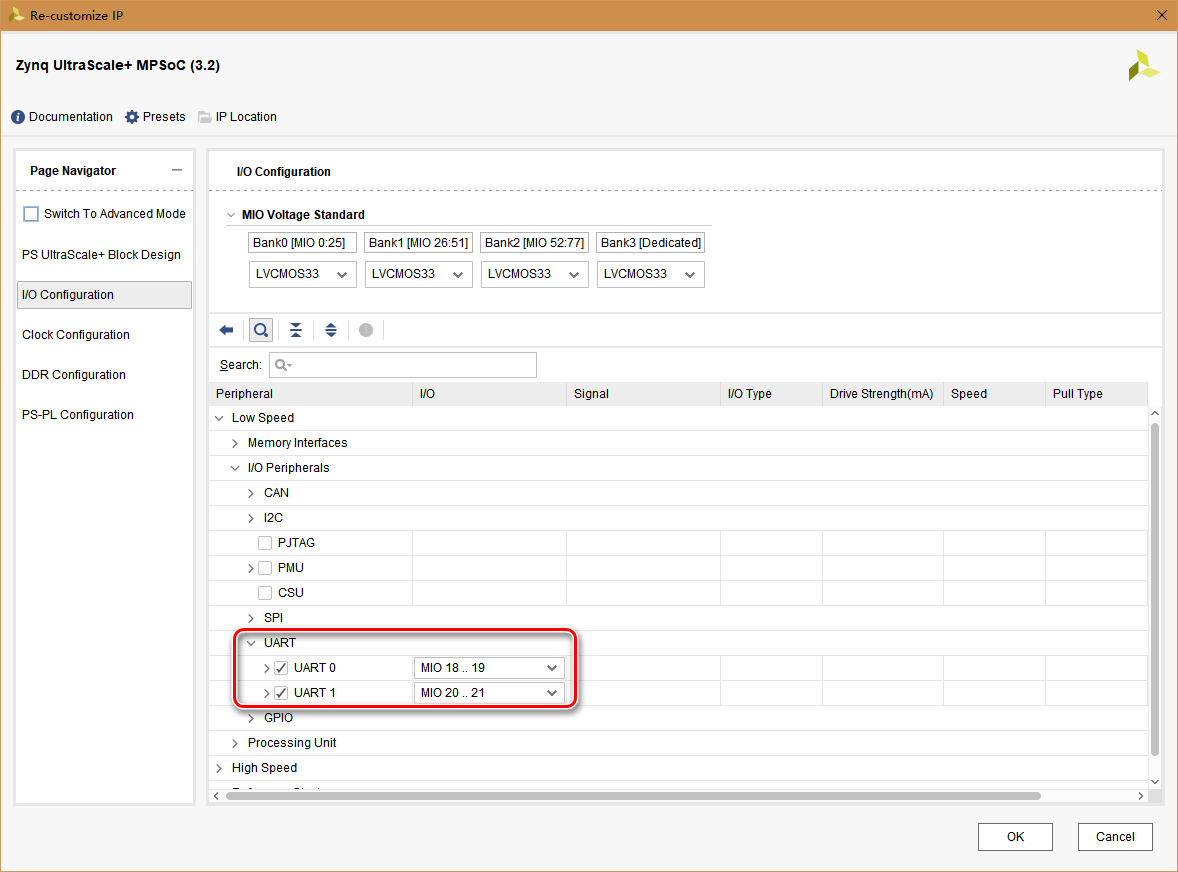 Re-customize IP
Zynq UltraScale+ MPSoC (3.2)
Documentation Presets IP Location
Page Navigator
Switch To Advanced Mode
PS UltraScale+ Block Design
I/O Configuration
Clock Configuration
DDR Configuration
PS-PL Configuration
I/O Configuration
MIO Voltage Standard
Bank0 [MIO 0:25] Bank1 [MIO 26:51] Bank2 [MIO 52:77] Bank3 [Dedicated]
LVCMOS33 LVCMOS33 LVCMOS33 LVCMOS33
Search:
Peripheral I/O Signal I/O Type Drive Strength(mA) Speed Pull Type
Low Speed
Memory Interfaces
I/O Peripherals
CAN
I2C
PJTAG
PMU
CSU
SPI
UART
UART 0 MIO 18 .. 19
UART 1 MIO 20 .. 21
GPIO
Processing Unit
High Speed
OK Cancel